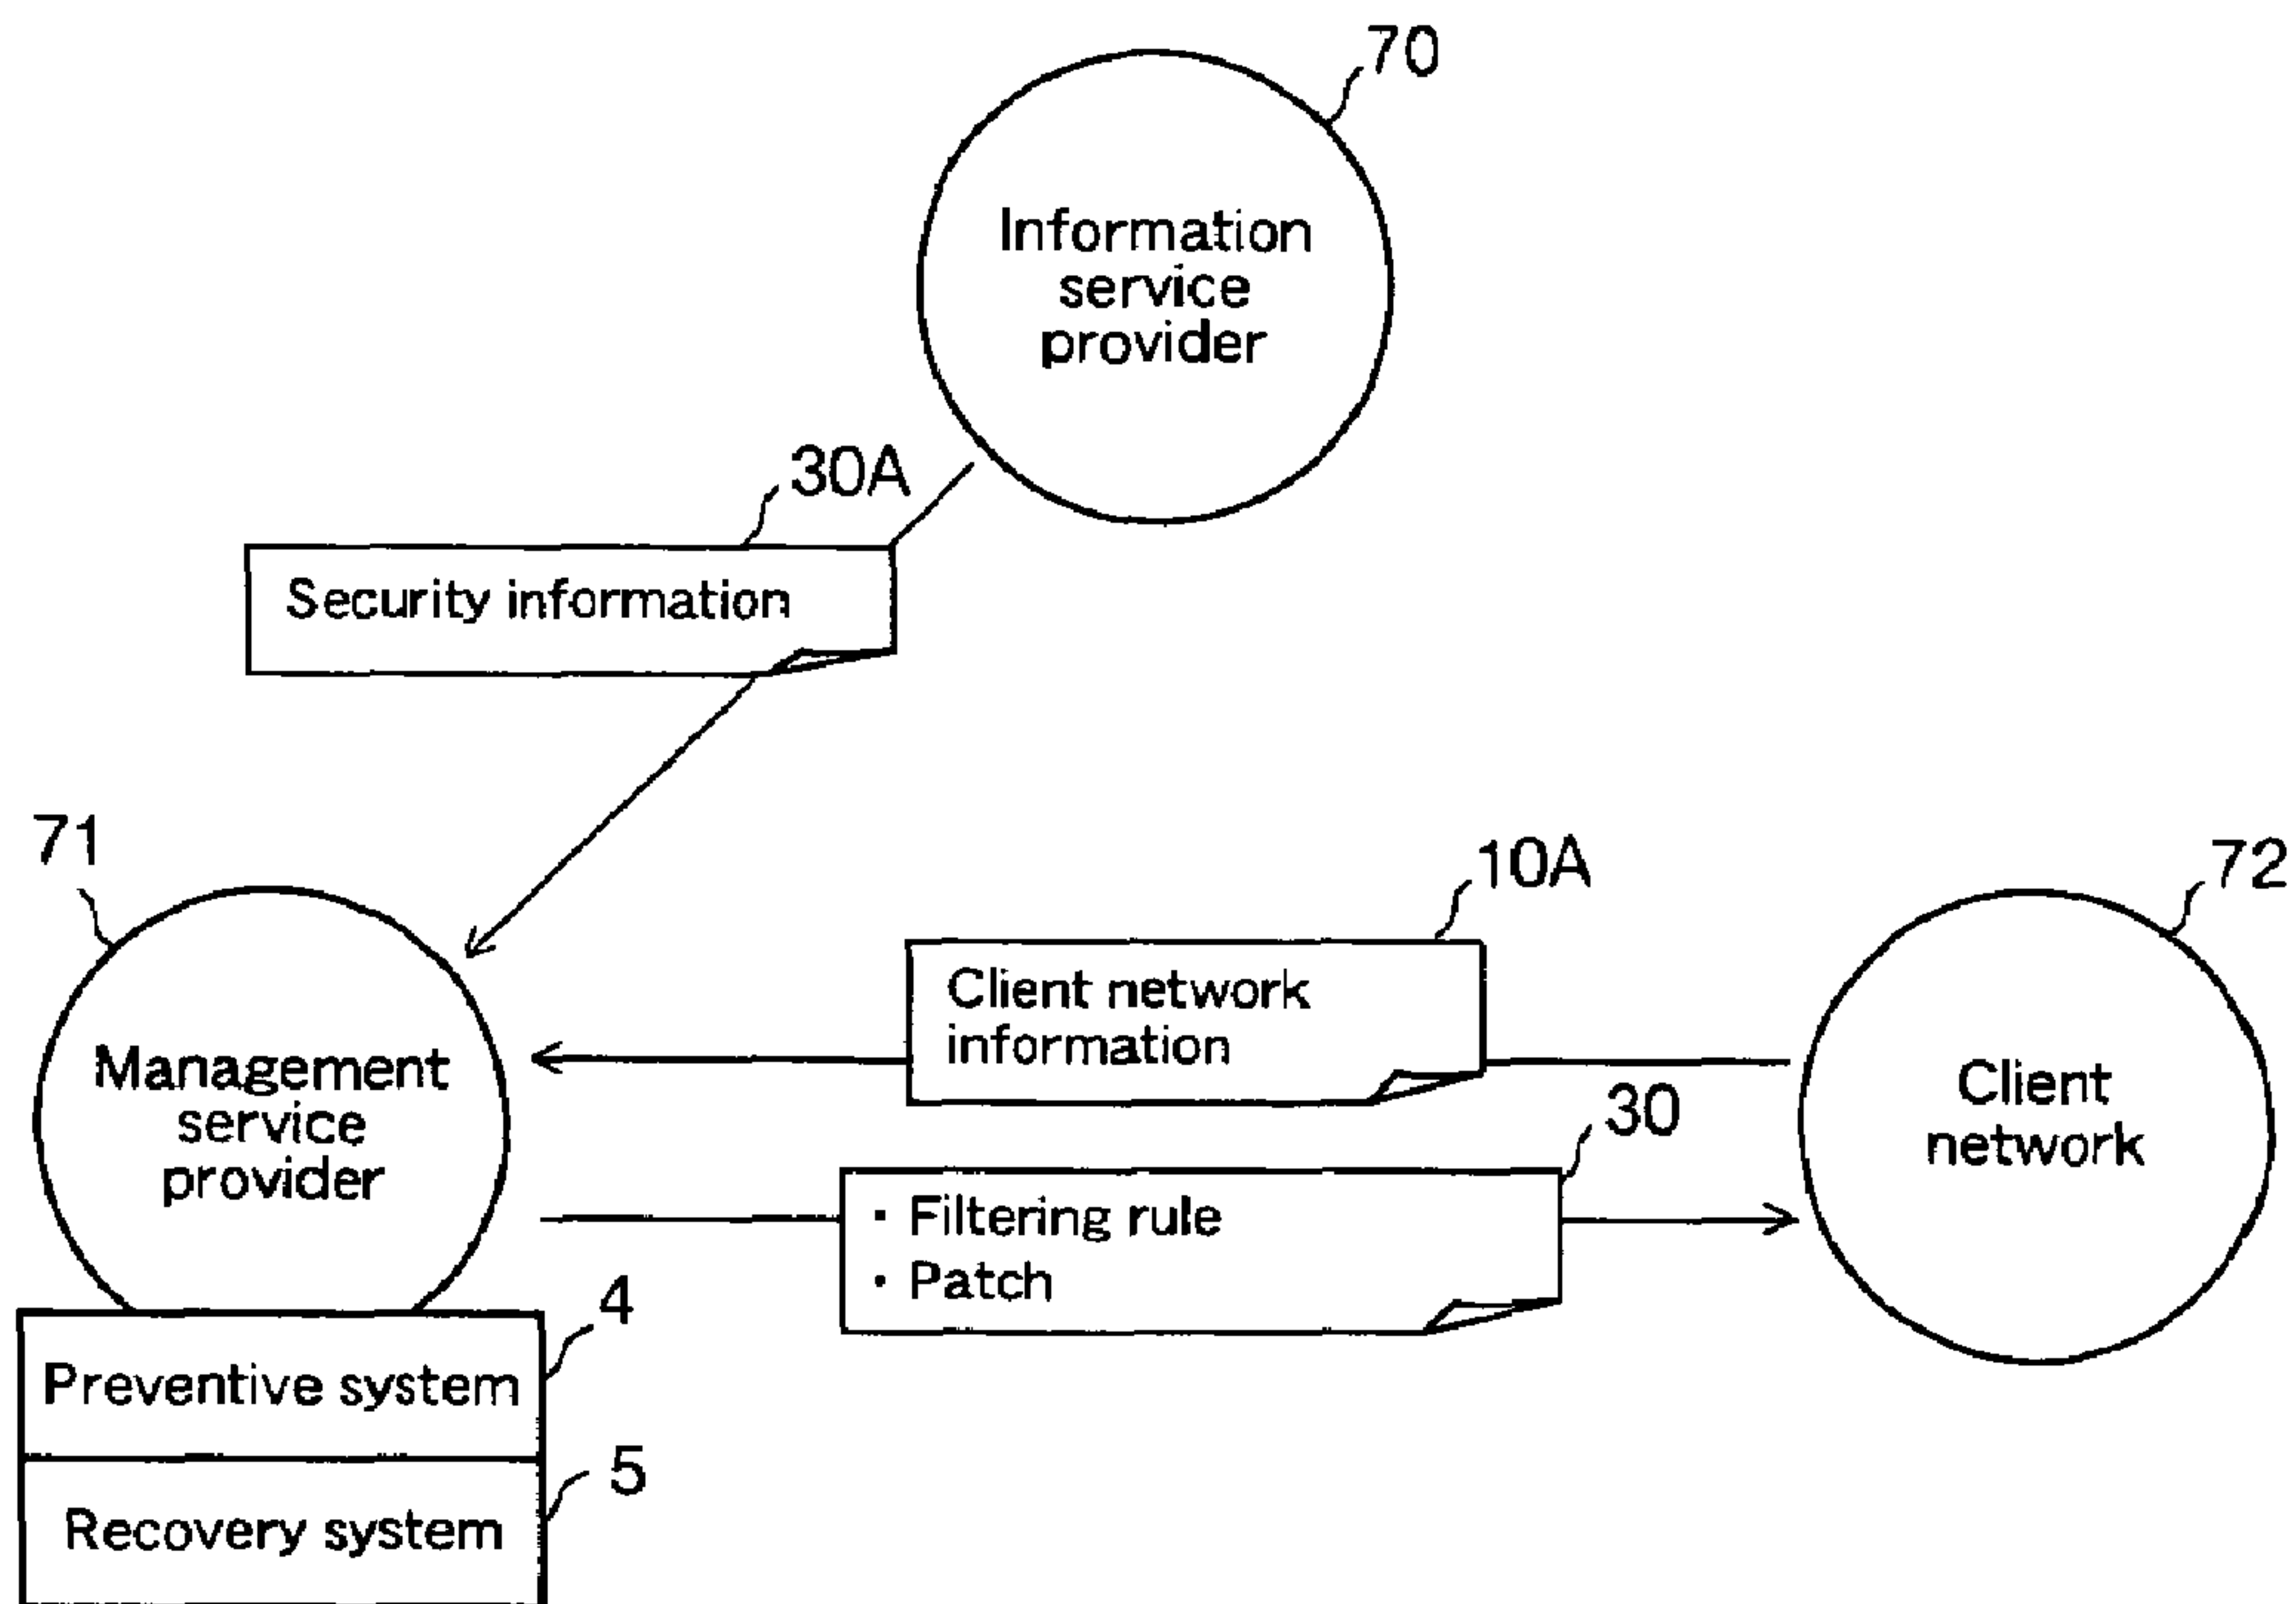 70
Information
service
provider
30A
Security information
71
Management
service
provider
10A
Client network
information
72
Client
network
30
・ Filtering rule
・ Patch
4
Preventive system
5
Recovery system